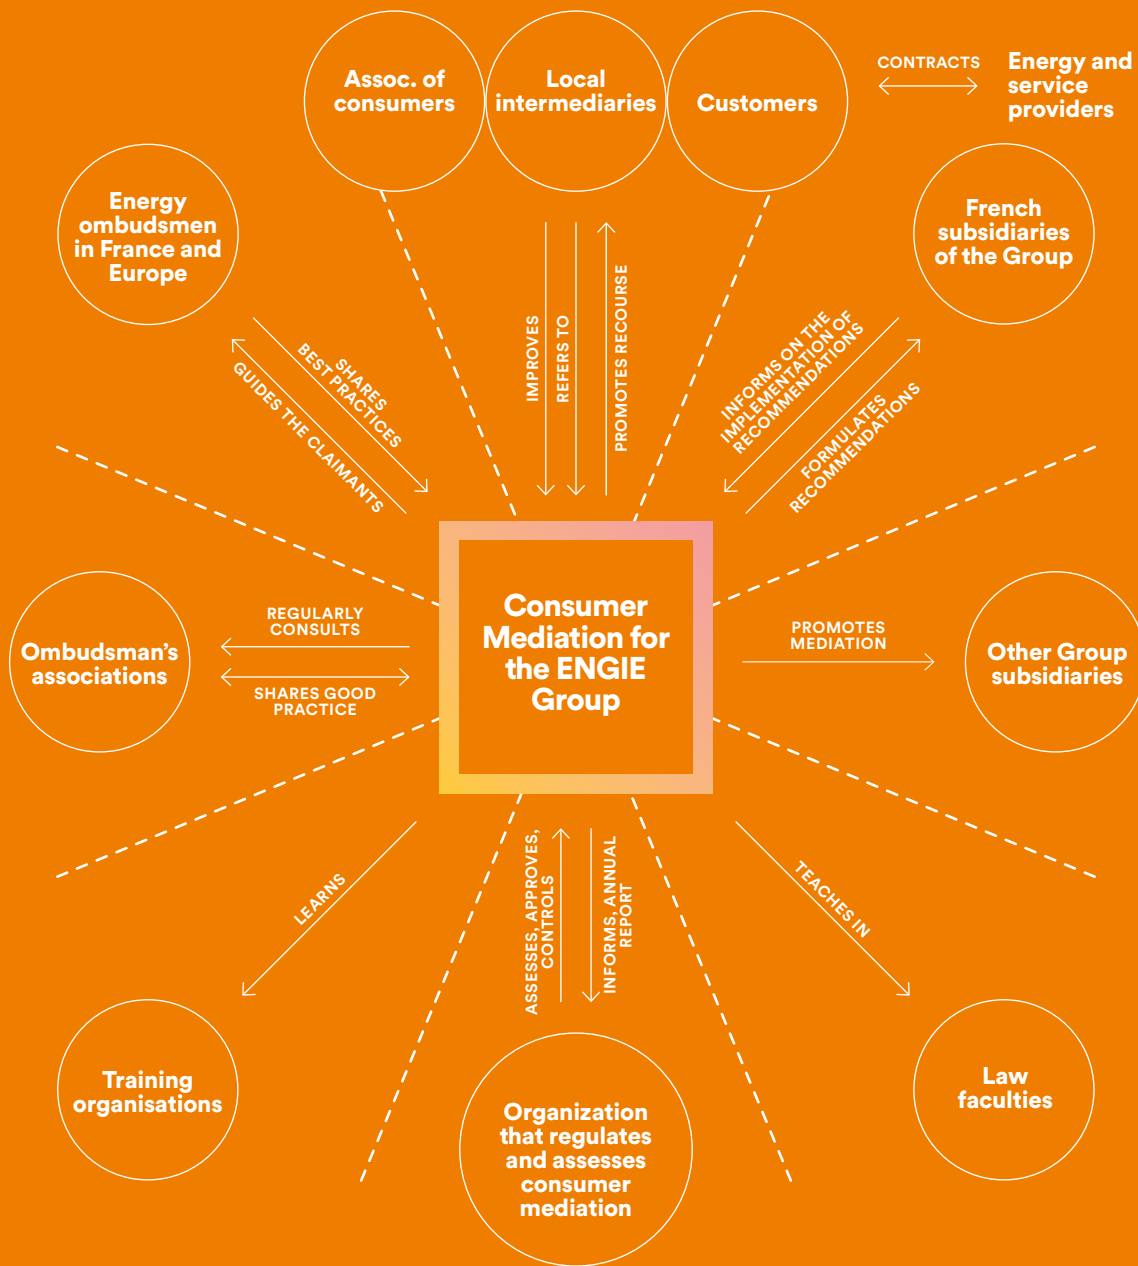 Assoc. of
consumers
Local
intermediaries
Customers
CONTRACTS
Energy and
service
providers
Energy
ombudsmen
in France and
Europe
French
subsidiaries
of the Group
SHARES
BEST PRACTICES
GUIDES THE CLAIMANTS
IMPROVES
REFERS TO
PROMOTES RECOURSE
INFORMS ON THE
IMPLEMENTATION OF
RECOMMENDATIONS
FORMULATES
RECOMMENDATIONS
Ombudsman's
associations
REGULARLY
CONSULTS
SHARES GOOD
PRACTICE
Consumer
Mediation for
the ENGIE
Group
PROMOTES
MEDIATION
Other Group
subsidiaries
LEARNS
ASSESSES, APPROVES,
CONTROLS
INFORMS, ANNUAL
REPORT
TEACHES IN
Training
organisations
Organization
that regulates
and assesses
consumer
mediation
Law
faculties